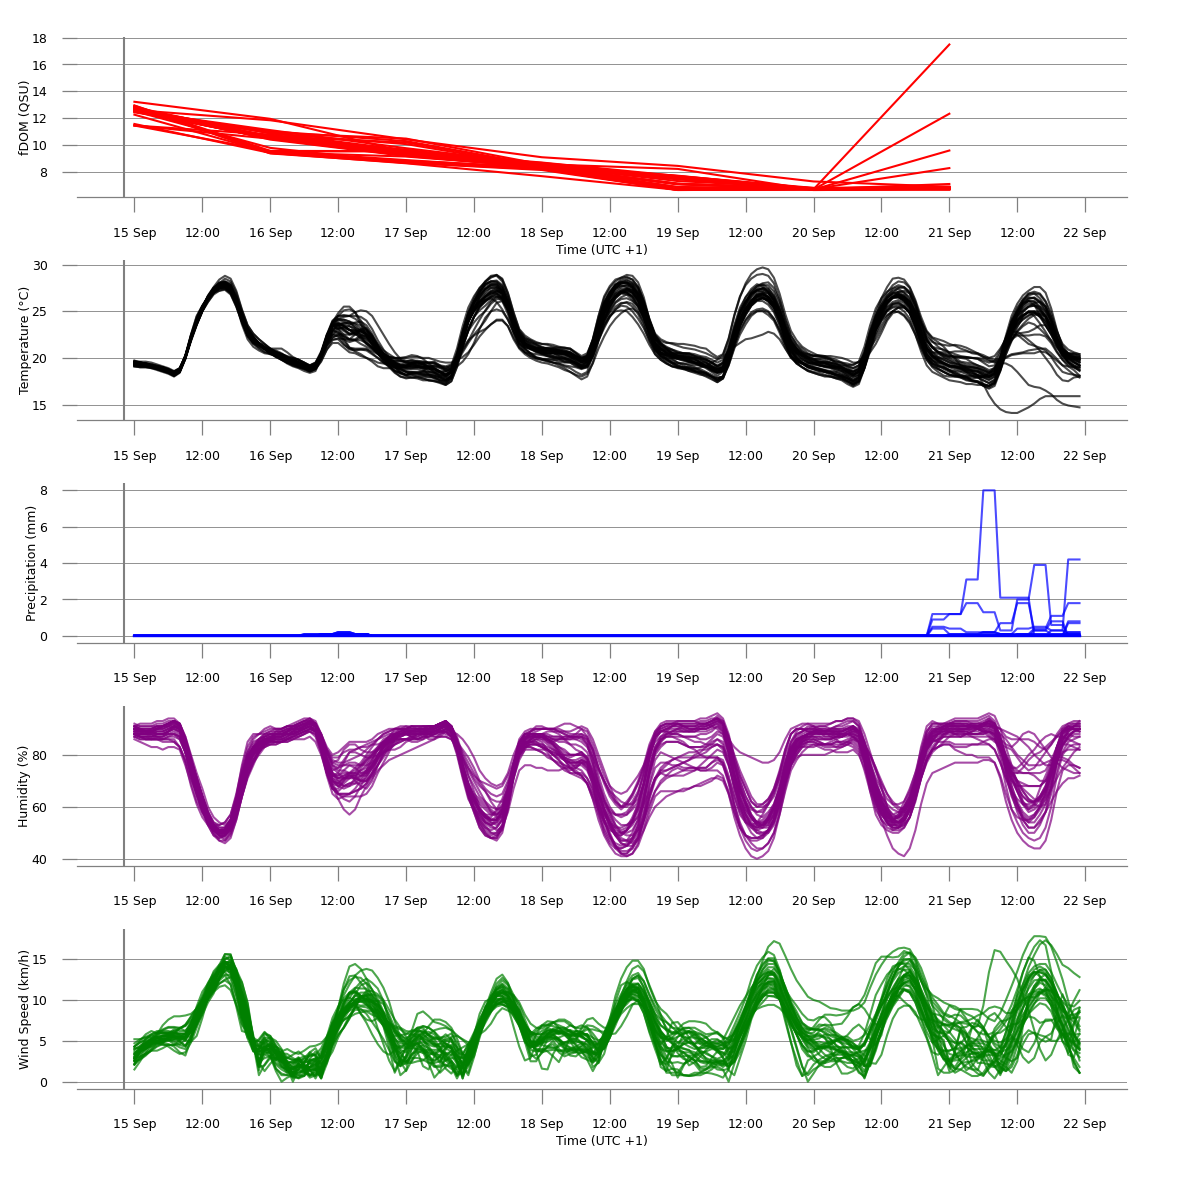 18
16
14
12
10
8
fDOM (QSU)
15 Sep 12:00 16 Sep 12:00 17 Sep 12:00 18 Sep 12:00 19 Sep 12:00 20 Sep 12:00 21 Sep 12:00 22 Sep
Time (UTC +1)
30
25
20
15
Temperature (°C)
15 Sep 12:00 16 Sep 12:00 17 Sep 12:00 18 Sep 12:00 19 Sep 12:00 20 Sep 12:00 21 Sep 12:00 22 Sep
8
6
4
2
0
Precipitation (mm)
15 Sep 12:00 16 Sep 12:00 17 Sep 12:00 18 Sep 12:00 19 Sep 12:00 20 Sep 12:00 21 Sep 12:00 22 Sep
80
60
40
Humidity (%)
15 Sep 12:00 16 Sep 12:00 17 Sep 12:00 18 Sep 12:00 19 Sep 12:00 20 Sep 12:00 21 Sep 12:00 22 Sep
15
10
5
0
Wind Speed (km/h)
15 Sep 12:00 16 Sep 12:00 17 Sep 12:00 18 Sep 12:00 19 Sep 12:00 20 Sep 12:00 21 Sep 12:00 22 Sep
Time (UTC +1)